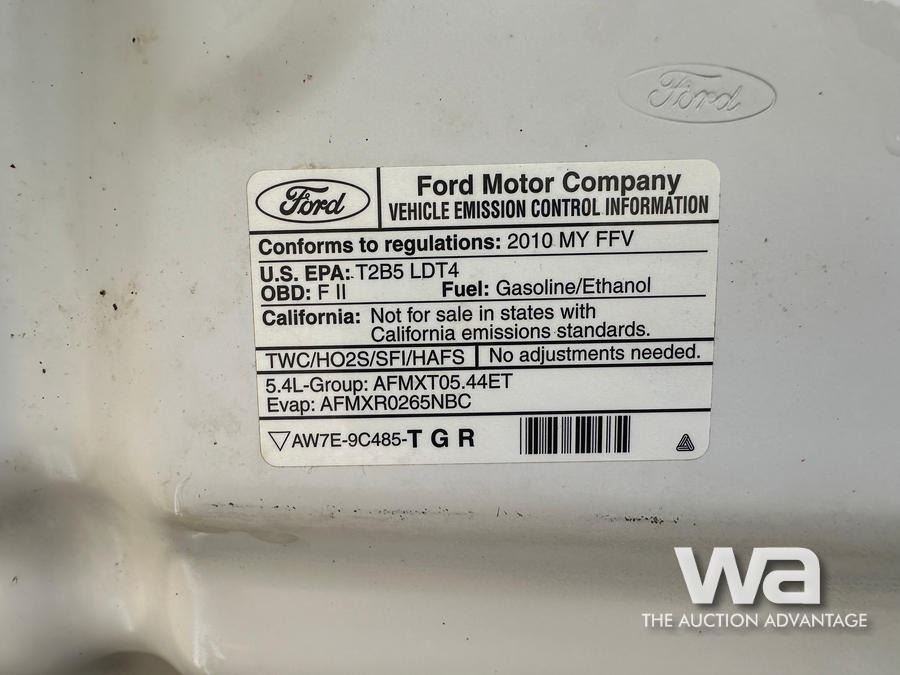 Ford
Ford
Ford Motor Company
VEHICLE EMISSION CONTROL INFORMATION
Conforms to regulations: 2010 MY FFV
U.S. EPA: T2B5 LDT4
OBD: F II Fuel: Gasoline/Ethanol
California: Not for sale in states with
California emissions standards.
TWC/HO2S/SFI/HAFS No adjustments needed.
5.4L-Group: AFMXT05.44ET
Evap: AFMXR0265NBC
AW7E-9C485-T G R
wa
THE AUCTION ADVANTAGE